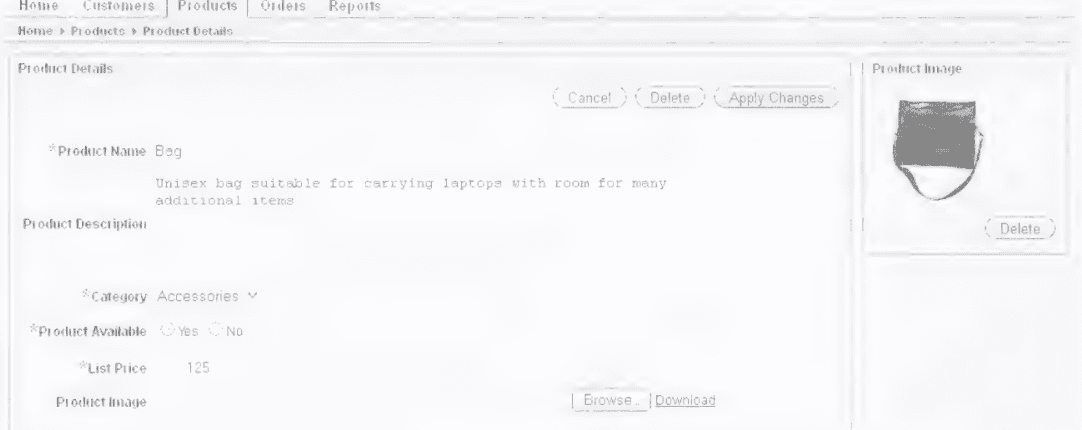 Home Customers Products Orders Reports
Home > Products > Product Details
Product Details
Cancel Delete Apply Changes
*Product Name Bag
Unisex bag suitable for carrying laptops with room for many
additional items
Product Description
*Category Accessories
*Product Available Yes No
*List Price 125
Product Image Browse... Download
Product Image
Delete